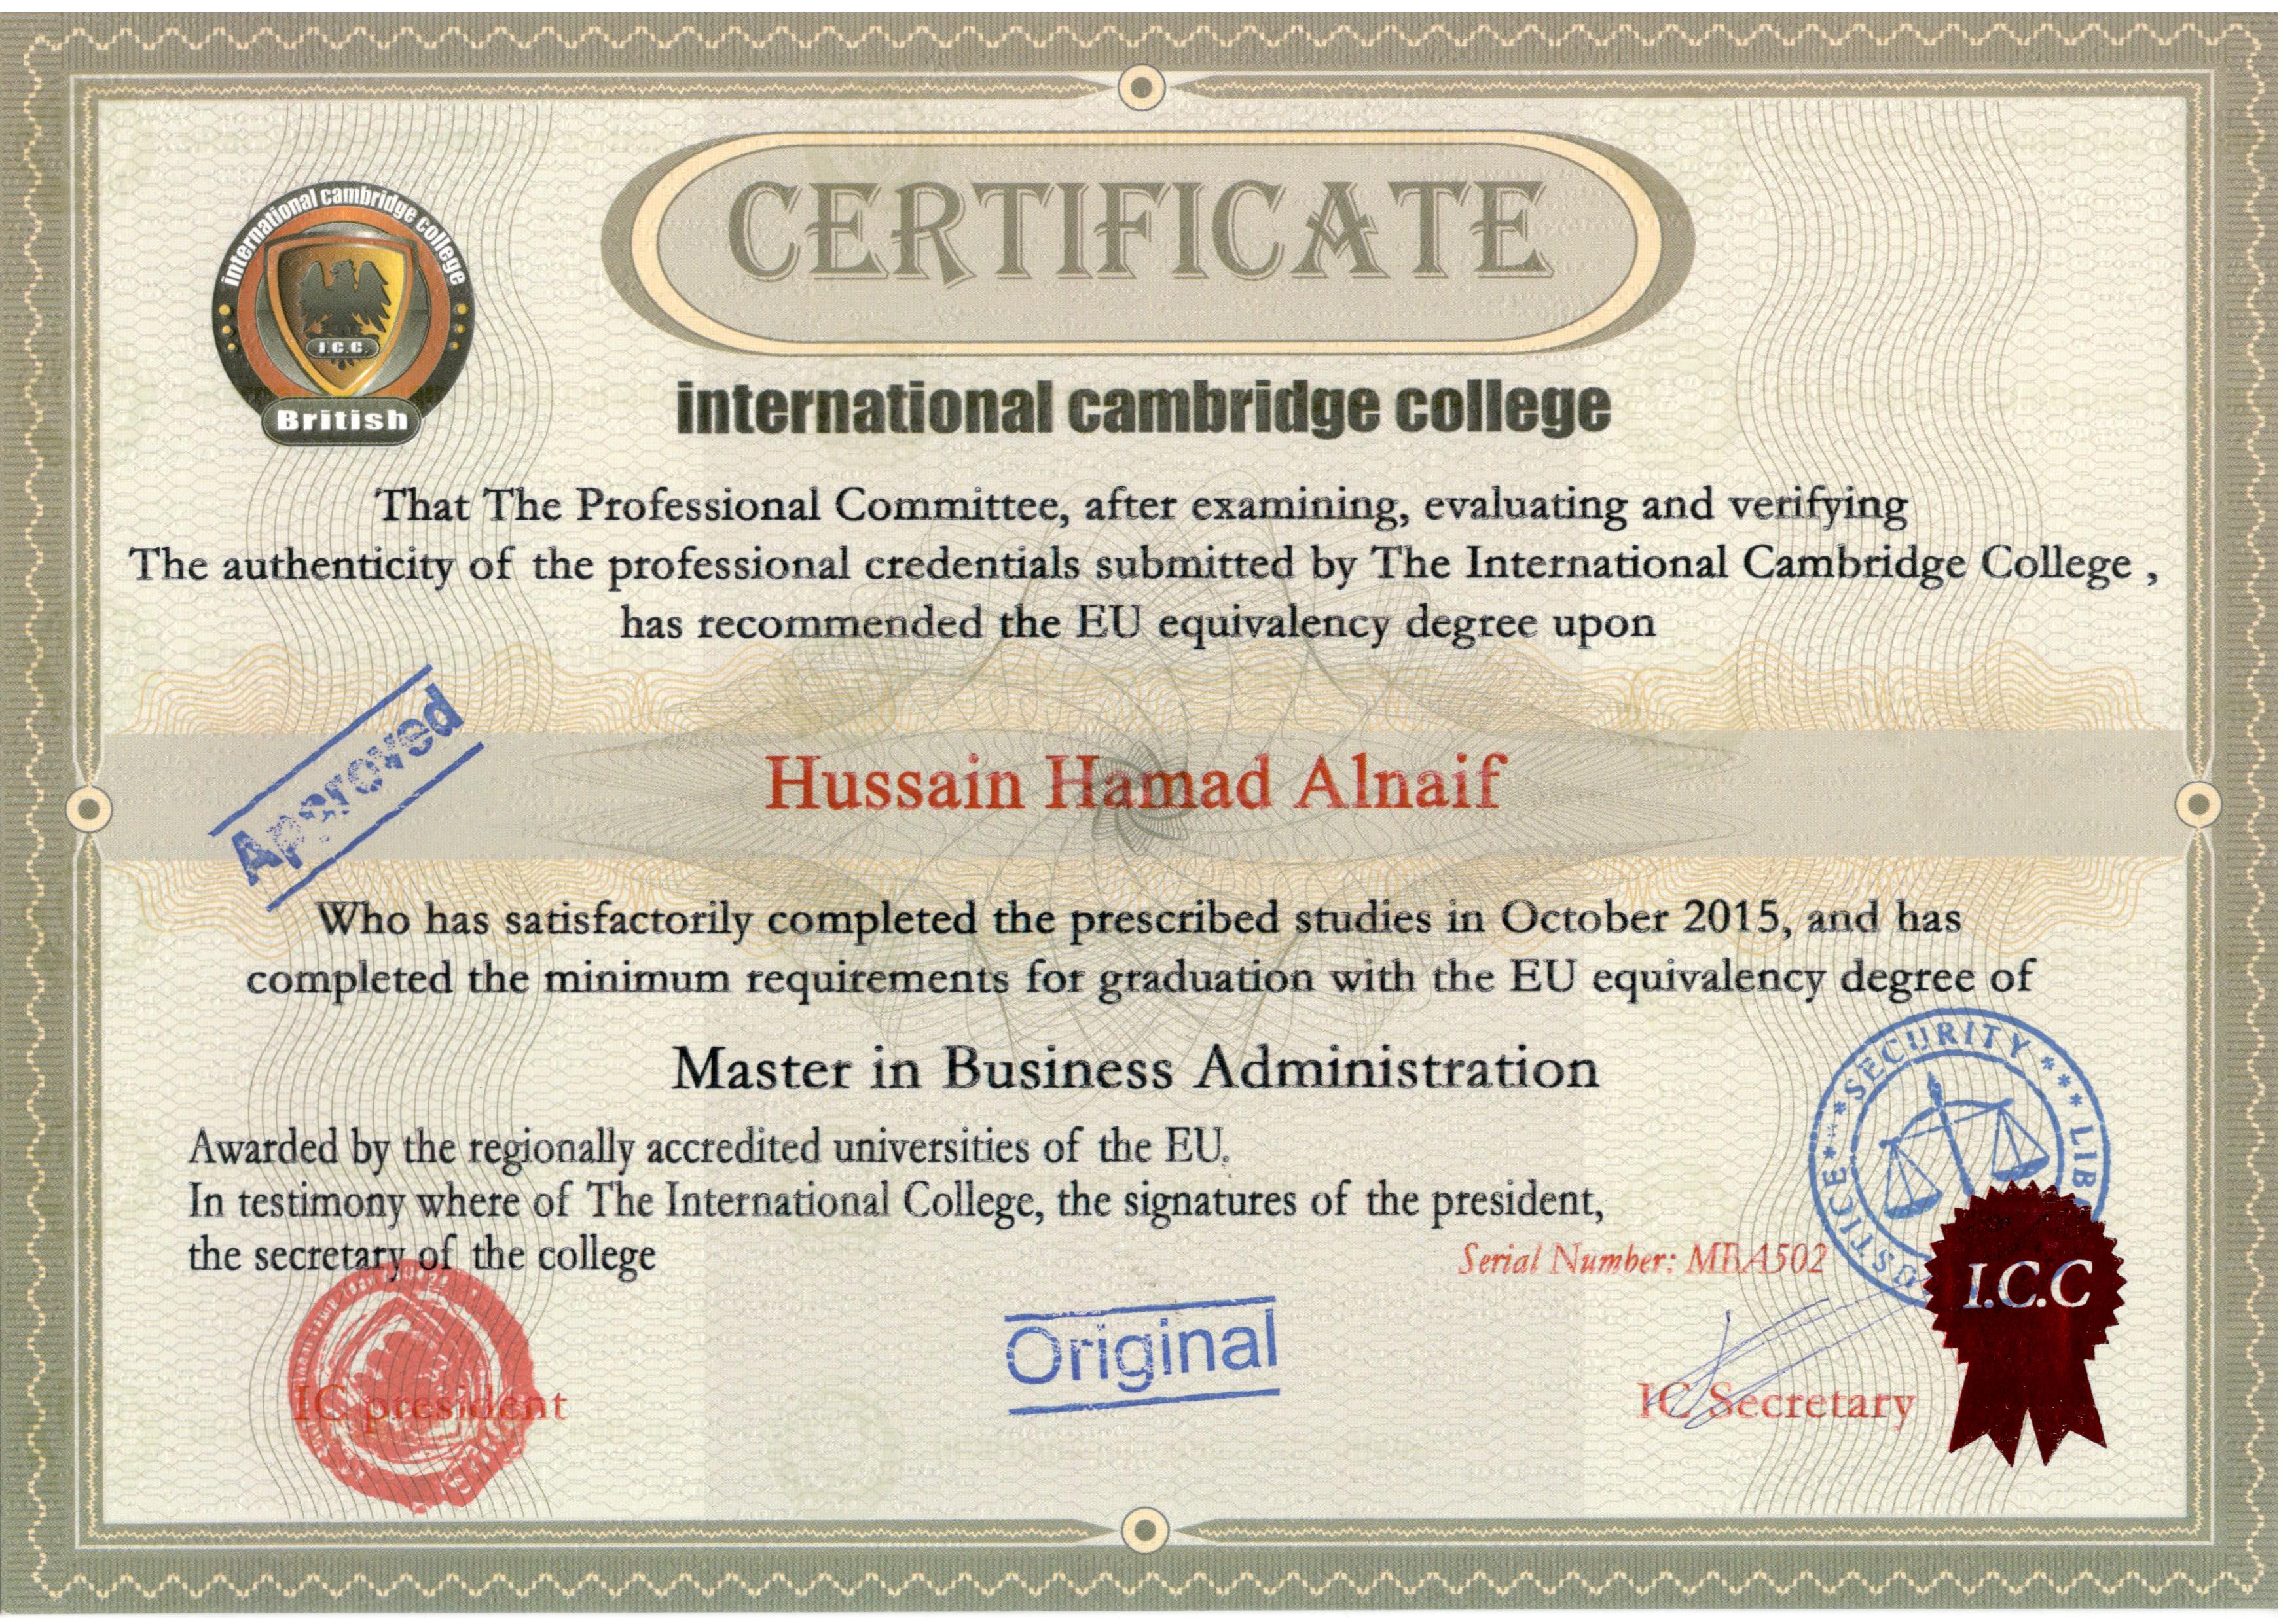 CERTIFICATE
international cambridge college
I.C.C.
British
international cambridge college
That The Professional Committee, after examining, evaluating and verifying
The authenticity of the professional credentials submitted by The International Cambridge College ,
has recommended the EU equivalency degree upon
Approved
Hussain Hamad Alnaif
Who has satisfactorily completed the prescribed studies in October 2015, and has
completed the minimum requirements for graduation with the EU equivalency degree of
Master in Business Administration
SECURITY *** LIB
USTICE
Awarded by the regionally accredited universities of the EU.
In testimony where of The International College, the signatures of the president,
the secretary of the college
Serial Number: MBA502
I.C.C
Original
IC president
IC Secretary